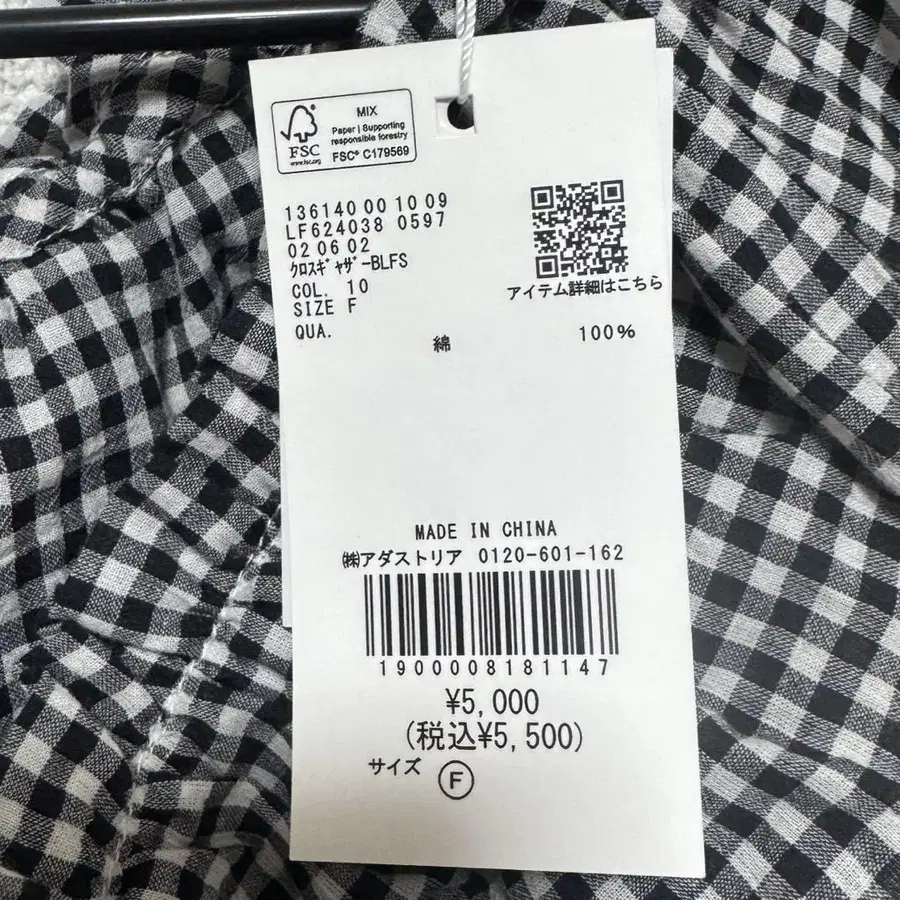 MIX
Paper | Supporting
responsible forestry
FSC® C179569
FSC
www.fsc.org
136140 00 10 09
LF624038 0597
02 06 02
ｸﾛｽｷﾞｬｻﾞｰBLFS
COL. 10
SIZE F
QUA.
アイテム詳細はこちら
綿 100%
MADE IN CHINA
㈱アダストリア 0120-601-162
1900008181147
¥5,000
(税込¥5,500)
サイズ F